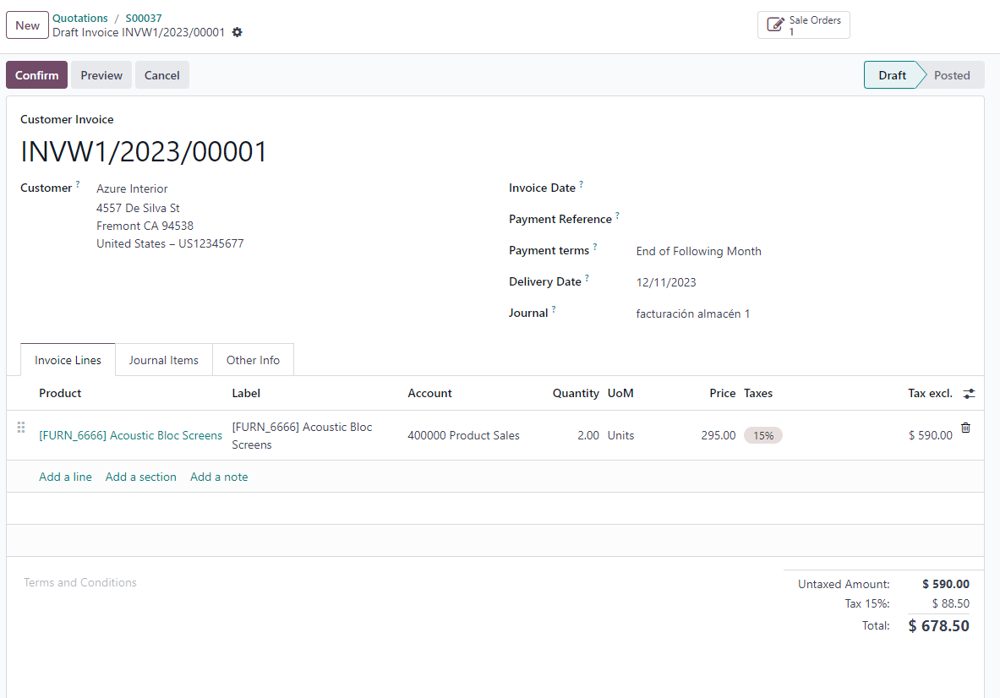 New
Quotations / S00037
Draft Invoice INVW1/2023/00001
Sale Orders
1
Confirm Preview Cancel
Draft Posted
Customer Invoice
INVW1/2023/00001
Customer ? Azure Interior
4557 De Silva St
Fremont CA 94538
United States – US12345677
Invoice Date ?
Payment Reference ?
Payment terms ? End of Following Month
Delivery Date ? 12/11/2023
Journal ? facturación almacén 1
Invoice Lines Journal Items Other Info
Product Label Account Quantity UoM Price Taxes Tax excl.
[FURN_6666] Acoustic Bloc Screens [FURN_6666] Acoustic Bloc
Screens 400000 Product Sales 2.00 Units 295.00 15% $ 590.00
Add a line Add a section Add a note
Terms and Conditions
Untaxed Amount: $ 590.00
Tax 15%: $ 88.50
Total: $ 678.50